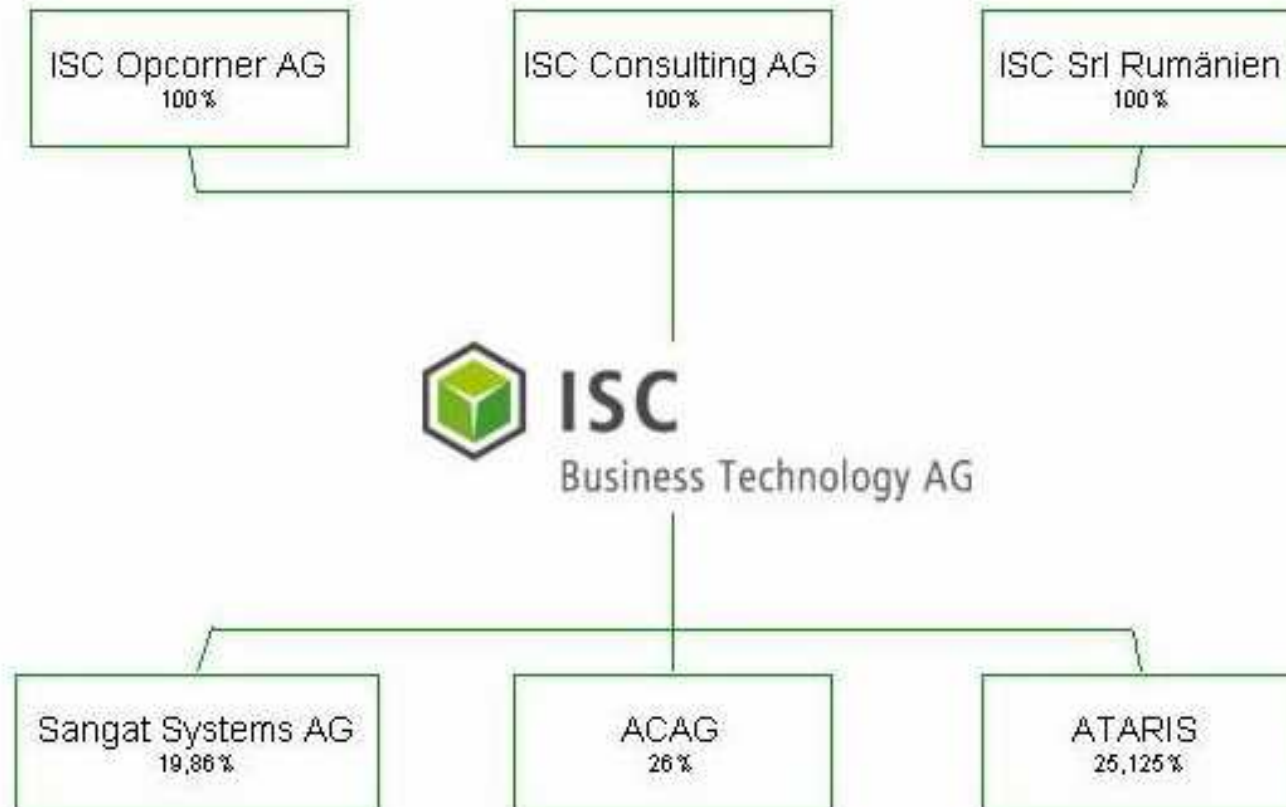 ISC Opcorner AG
100 %
ISC Consulting AG
100 %
ISC Srl Rumänien
100 %
ISC
Business Technology AG
Sangat Systems AG
19,86 %
ACAG
26 %
ATARIS
25,125 %